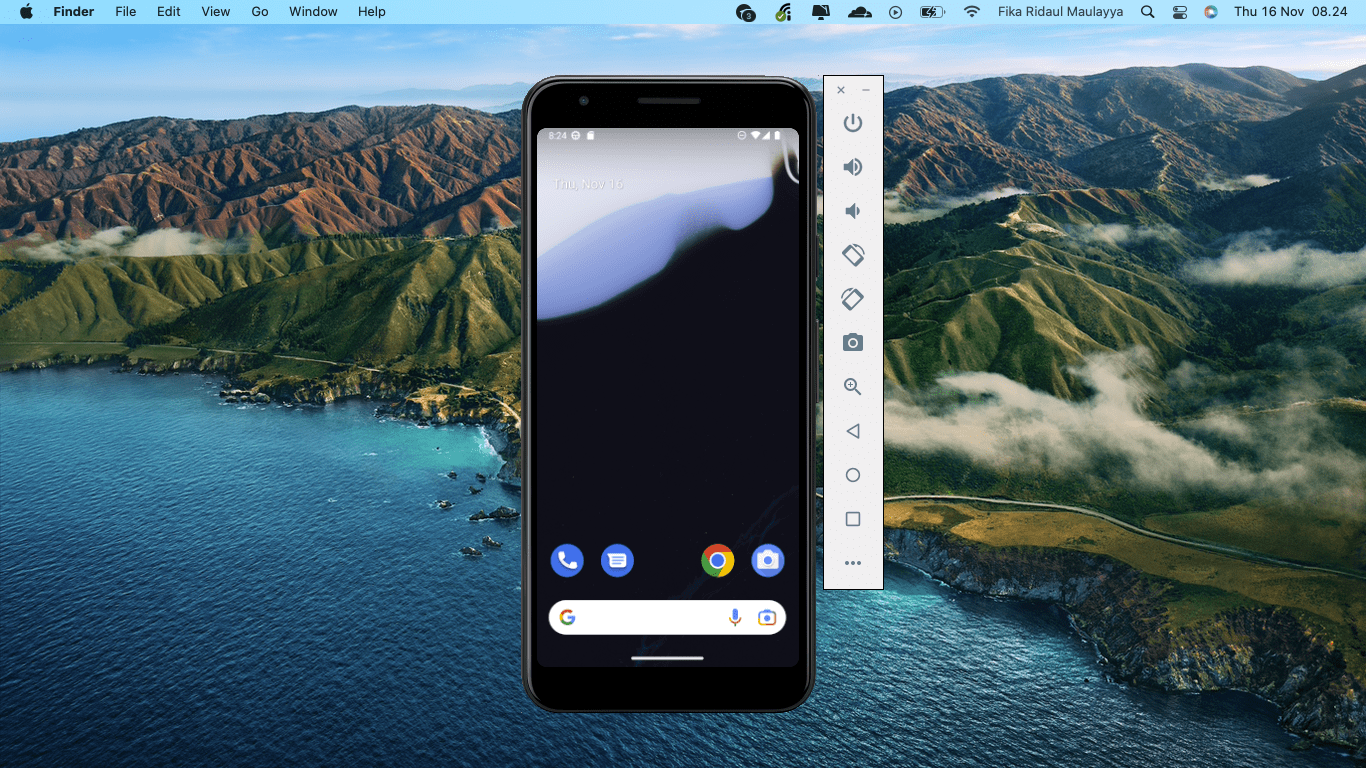 Finder File Edit View Go Window Help 3 Fika Ridaul Maulayya Thu 16 Nov 08.24
8:24
Thu, Nov 16
G